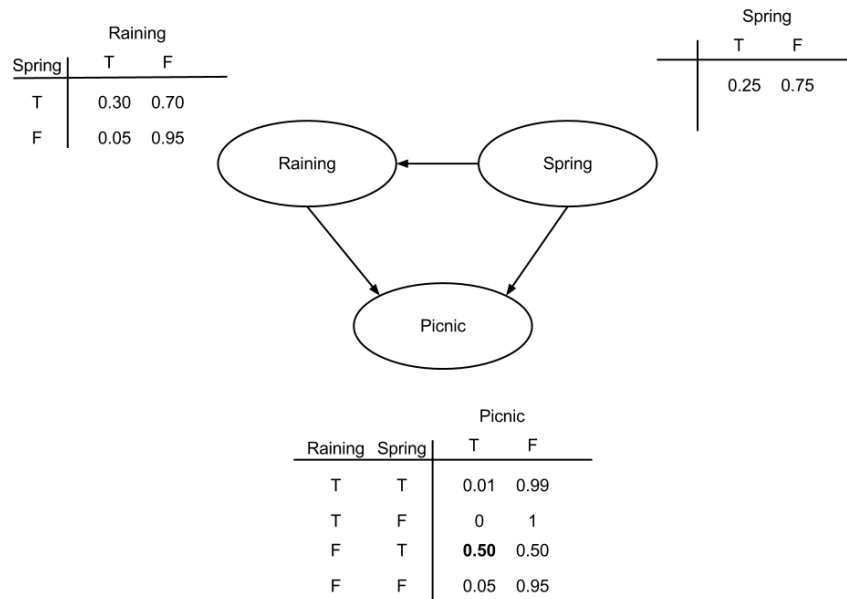 Raining
Spring T F
T 0.30 0.70
F 0.05 0.95
Spring
T F
0.25 0.75
Raining
Spring
Picnic
Picnic
Raining Spring T F
T T 0.01 0.99
T F 0 1
F T 0.50 0.50
F F 0.05 0.95